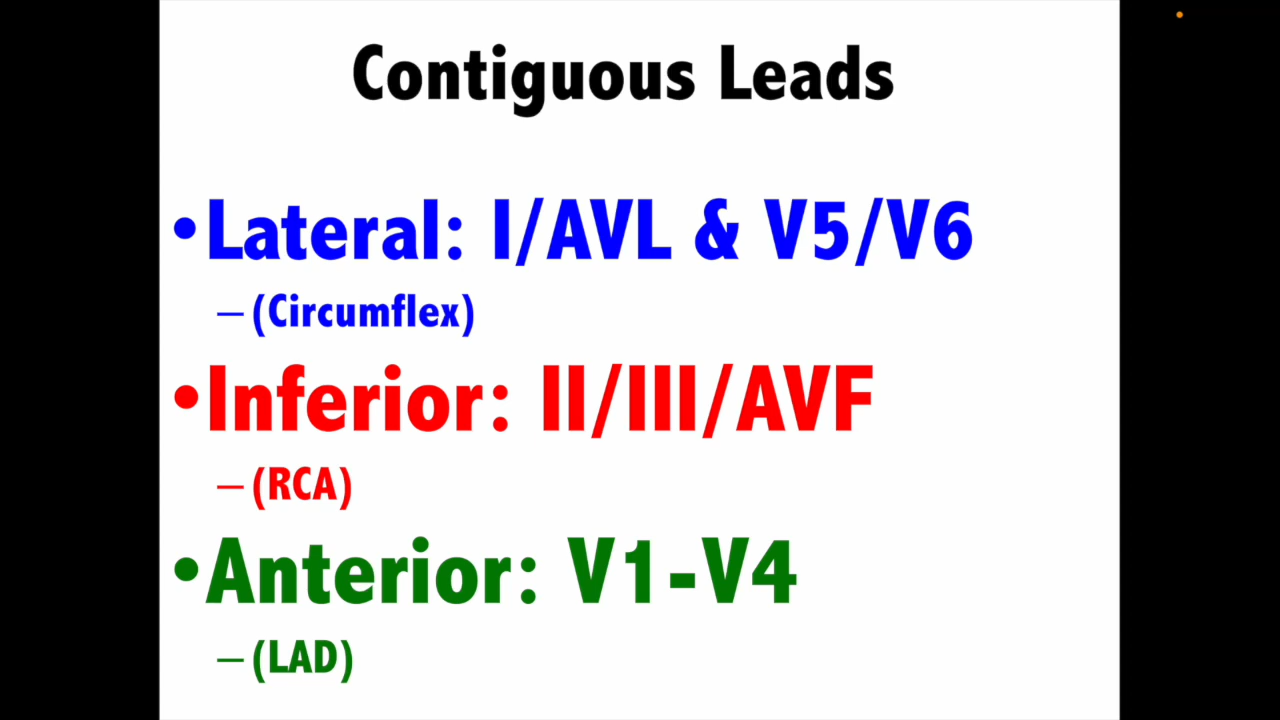 Contiguous Leads
•Lateral: I/AVL & V5/V6
– (Circumflex)
•Inferior: II/III/AVF
– (RCA)
•Anterior: V1-V4
– (LAD)